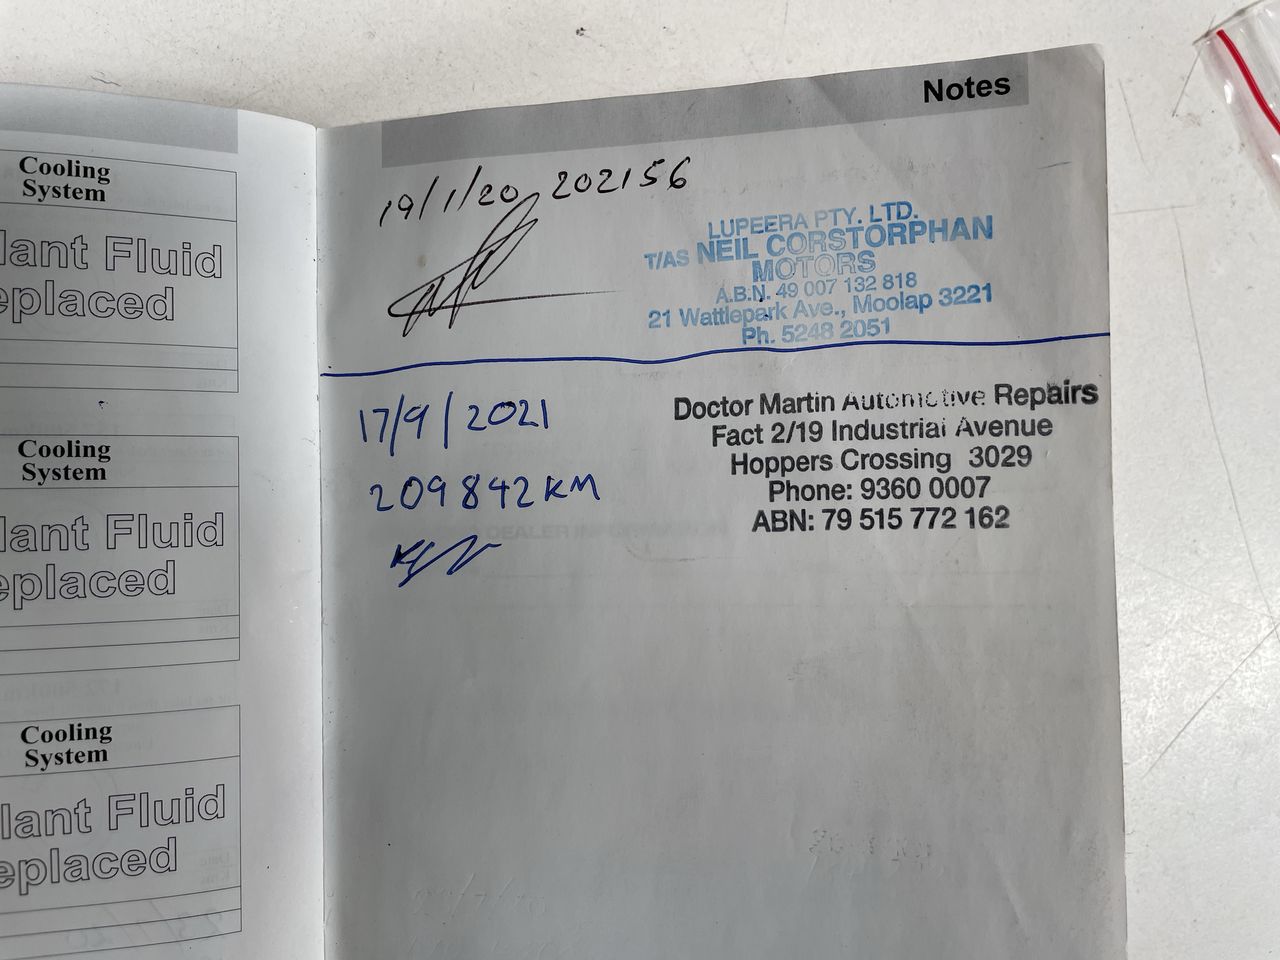 Cooling
System
lant Fluid
eplaced
Cooling
System
lant Fluid
eplaced
Cooling
System
lant Fluid
eplaced
Notes
19/1/20 202156
LUPEERA PTY. LTD.
T/AS NEIL CORSTORPHAN
MOTORS
A.B.N. 49 007 132 818
21 Wattlepark Ave., Moolap 3221
Ph. 5248 2051
17/9/2021
209842KM
Doctor Martin Automotive Repairs
Fact 2/19 Industrial Avenue
Hoppers Crossing 3029
Phone: 9360 0007
ABN: 79 515 772 162
DEALER INFORMATION